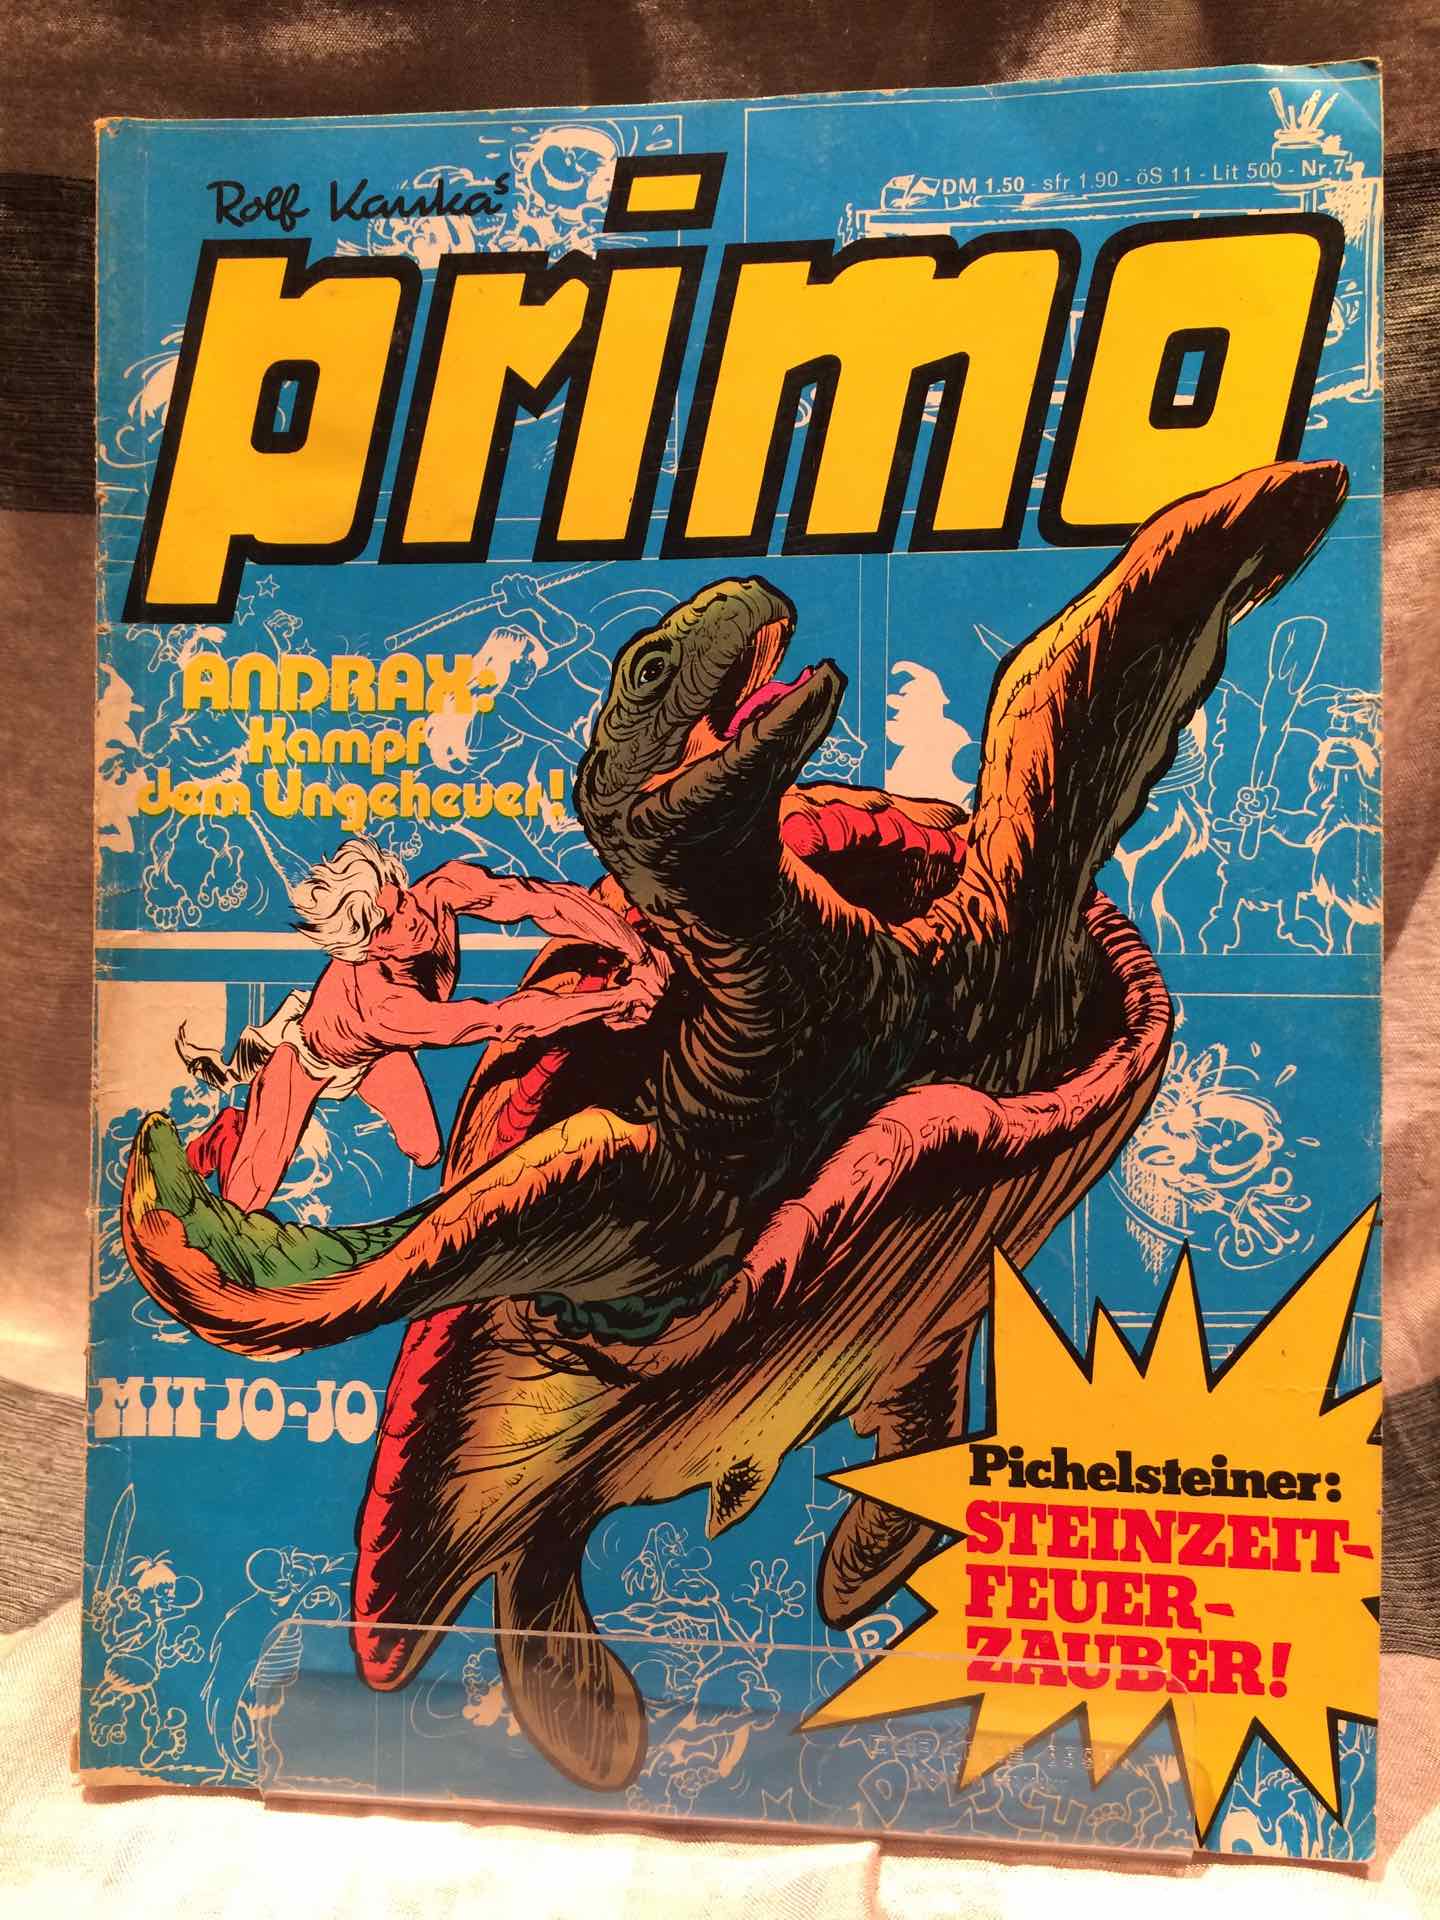 Rolf Kauka's
DM 1.50 - sfr 1.90 - öS 11 - Lit 500 - Nr. 7
primo
ANDRAX:
Kampf
dem Ungeheuer!
MIT JO-JO
Pichelsteiner:
STEINZEIT-
FEUER-
ZAUBER!